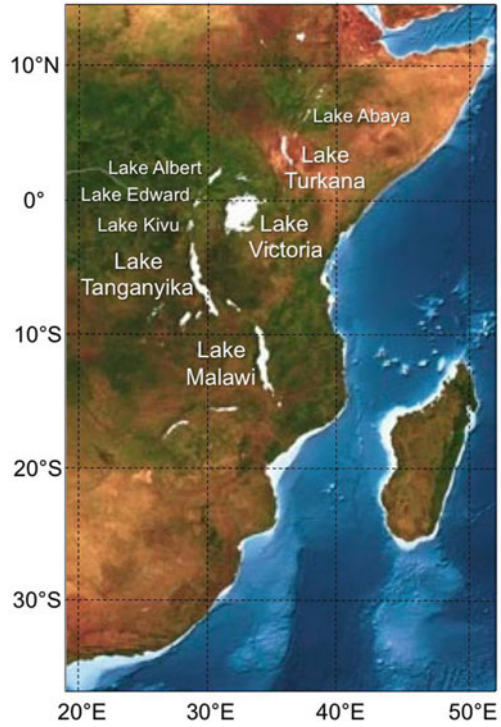 10°N
Lake Abaya
Lake
Turkana
Lake Albert
0°
Lake Edward
Lake Kivu
Lake
Victoria
Lake
Tanganyika
10°S
Lake
Malawi
20°S
30°S
20°E
30°E
40°E
50°E